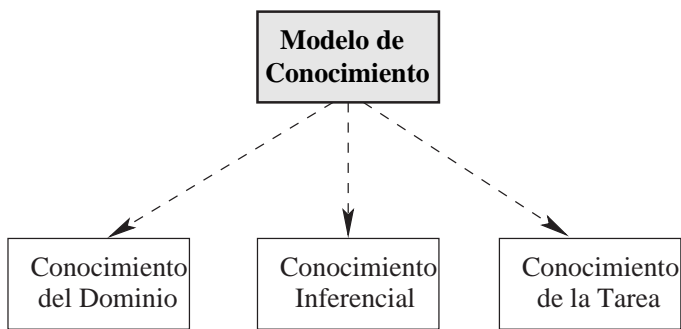 Modelo de
Conocimiento
Conocimiento
del Dominio
Conocimiento
Inferencial
Conocimiento
de la Tarea